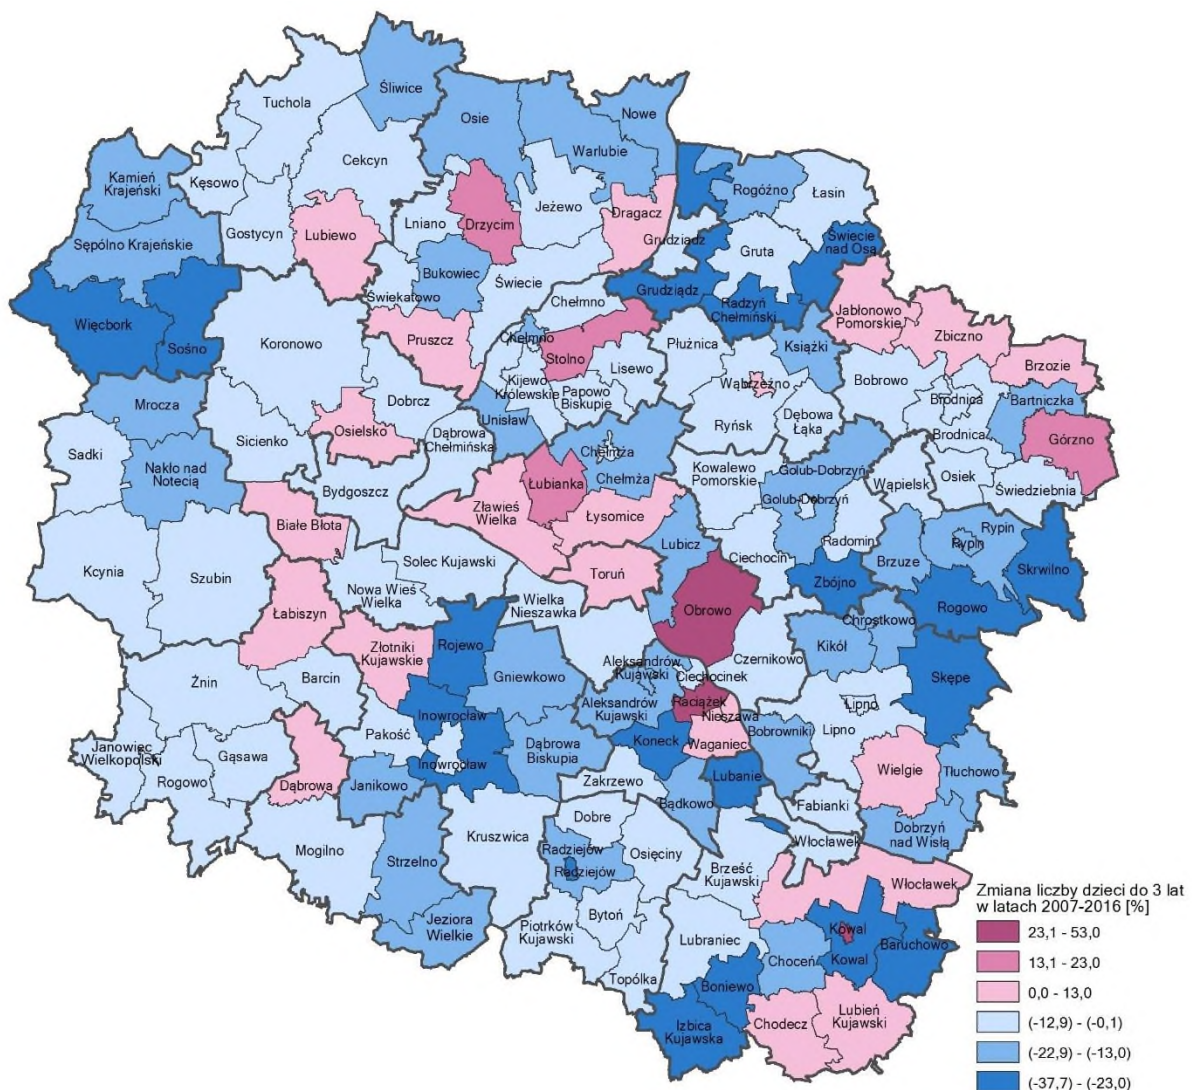 Tuchola
Śliwice
Osie
Nowe
Warlubie
Cekcyn
Kęsowo
Kamień
Krajeński
Rogóźno
Łasin
Jeżewo
Dragacz
Drzycim
Lniano
Lubiewo
Gostycyn
Grudziądz
Gruta
Świecie
nad Osą
Sępólno Krajeńskie
Bukowiec
Świecie
Świekatowo
Chełmno
Grudziądz
Radzyń
Chełmiński
Jabłonowo
Pomorskie
Zbiczno
Więcbork
Sośno
Koronowo
Pruszcz
Chełmno
Stolno
Płużnica
Książki
Brzozie
Lisewo
Kijewo
Królewskie
Papowo
Biskupie
Wąbrzeźno
Bobrowo
Brodnica
Bartniczka
Mrocza
Dobrcz
Unisław
Osielsko
Dąbrowa
Chełmińska
Ryńsk
Dębowa
Łąka
Brodnica
Górzno
Sicienko
Sadki
Nakło nad
Notecią
Chełmża
Chełmża
Kowalewo
Pomorskie
Golub-Dobrzyń
Golub-Dobrzyń
Wąpielsk
Osiek
Świedziebnia
Bydgoszcz
Łubianka
Zławieś
Wielka
Łysomice
Białe Błota
Lubicz
Ciechocin
Radomin
Rypin
Rypin
Brzuze
Skrwilno
Kcynia
Szubin
Solec Kujawski
Nowa Wieś
Wielka
Toruń
Zbójno
Rogowo
Łabiszyn
Wielka
Nieszawka
Obrowo
Chrostkowo
Kikół
Złotniki
Kujawskie
Rojewo
Gniewkowo
Aleksandrów
Kujawski
Ciechocinek
Czernikowo
Skępe
Żnin
Barcin
Aleksandrów
Kujawski
Raciążek
Nieszawa
Lipno
Lipno
Inowrocław
Pakość
Koneck
Waganiec
Bobrowniki
Janowiec
Wielkopolski
Rogowo
Gąsawa
Dąbrowa
Inowrocław
Dąbrowa
Biskupia
Zakrzewo
Lubanie
Wielgie
Tłuchowo
Janikowo
Bądkowo
Fabianki
Mogilno
Strzelno
Kruszwica
Dobre
Radziejów
Radziejów
Osięciny
Brześć
Kujawski
Włocławek
Dobrzyń
nad Wisłą
Włocławek
Jeziora
Wielkie
Piotrków
Kujawski
Bytoń
Lubraniec
Choceń
Kowal
Kowal
Baruchowo
Topólka
Boniewo
Izbica
Kujawska
Chodecz
Lubień
Kujawski
Zmiana liczby dzieci do 3 lat
w latach 2007-2016 [%]
23,1 - 53,0
13,1 - 23,0
0,0 - 13,0
(-12,9) - (-0,1)
(-22,9) - (-13,0)
(-37,7) - (-23,0)